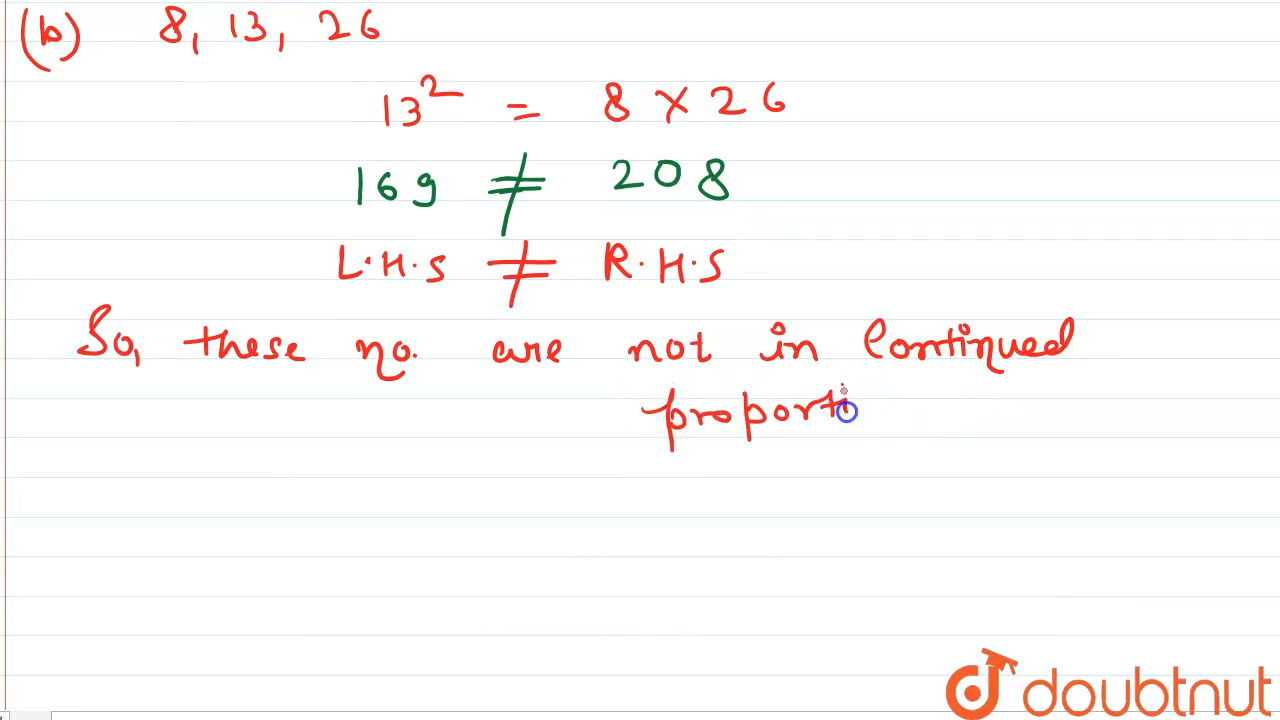 (b) 8, 13, 26
13² = 8 × 26
169 ≠ 208
L.H.S ≠ R.H.S
So, these no. are not in Continued
proporti
doubtnut